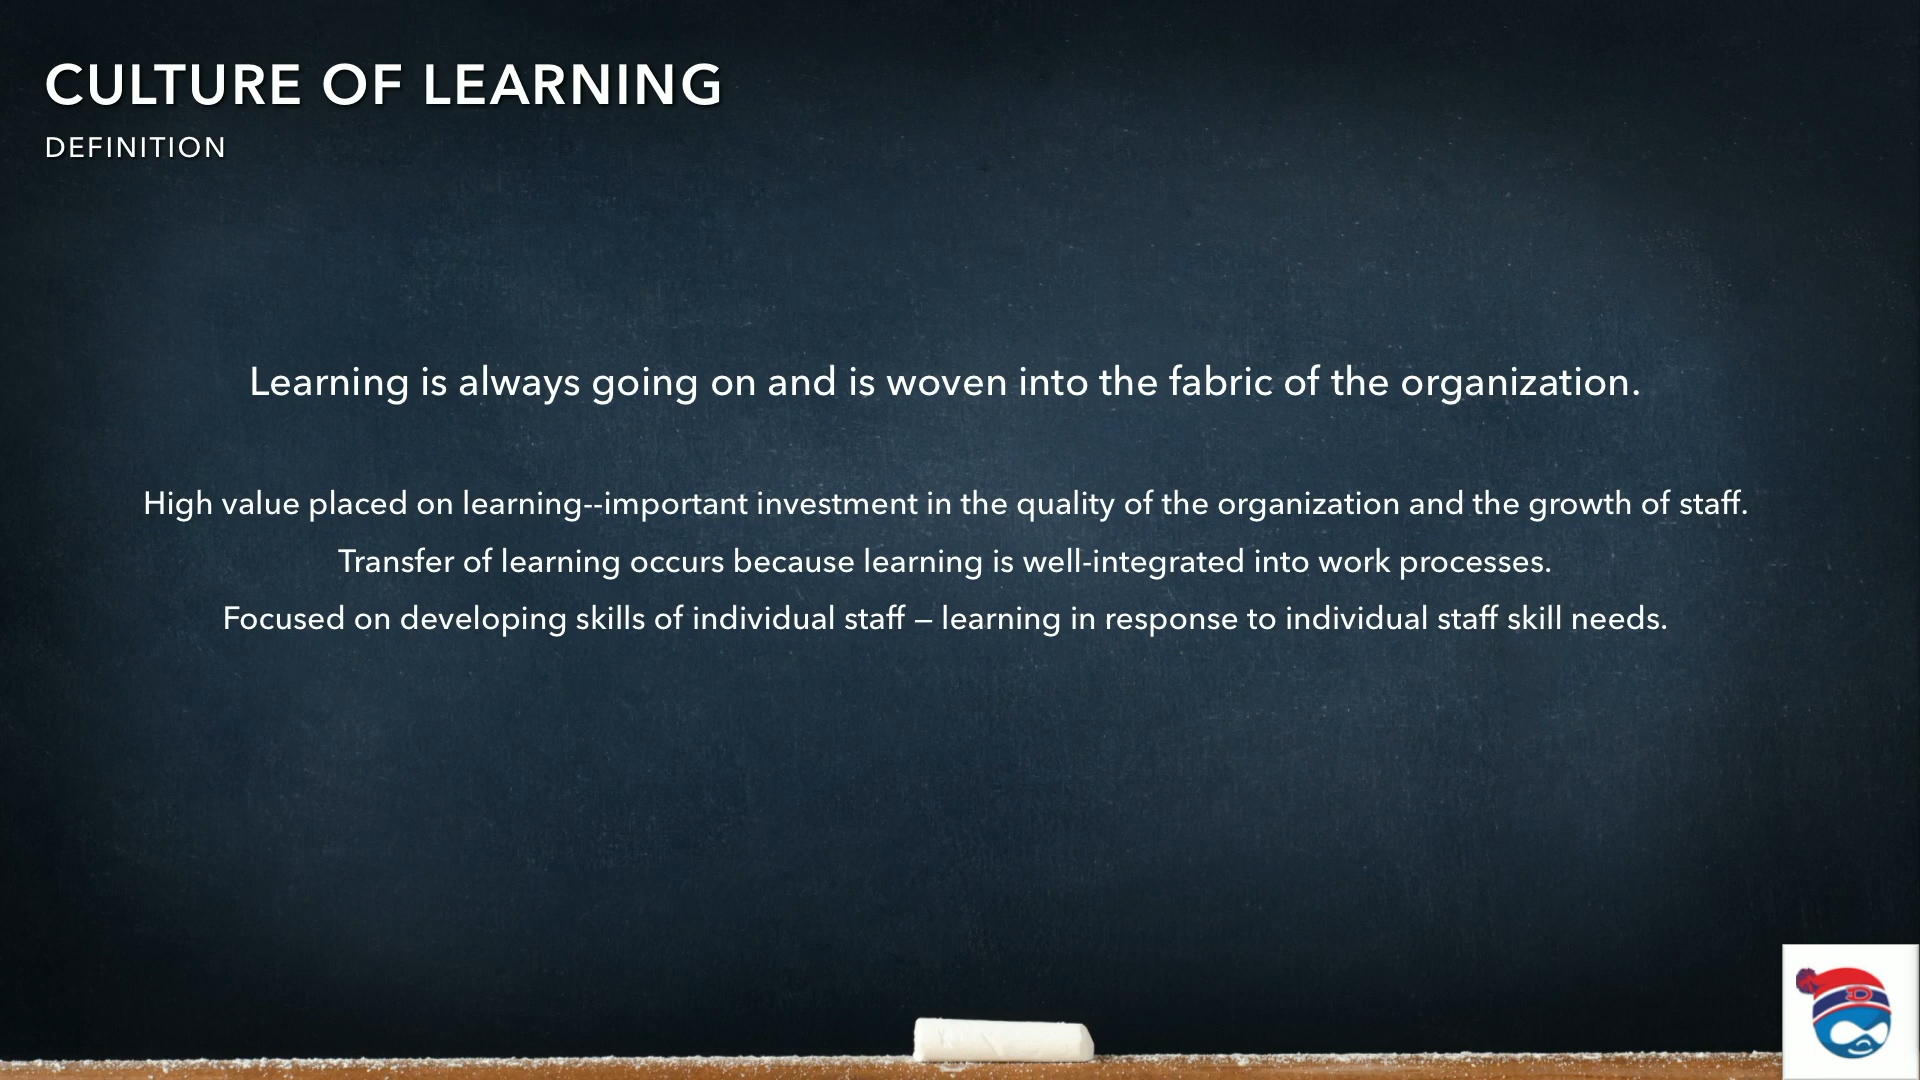 CULTURE OF LEARNING
DEFINITION
Learning is always going on and is woven into the fabric of the organization.
High value placed on learning--important investment in the quality of the organization and the growth of staff.
Transfer of learning occurs because learning is well-integrated into work processes.
Focused on developing skills of individual staff – learning in response to individual staff skill needs.